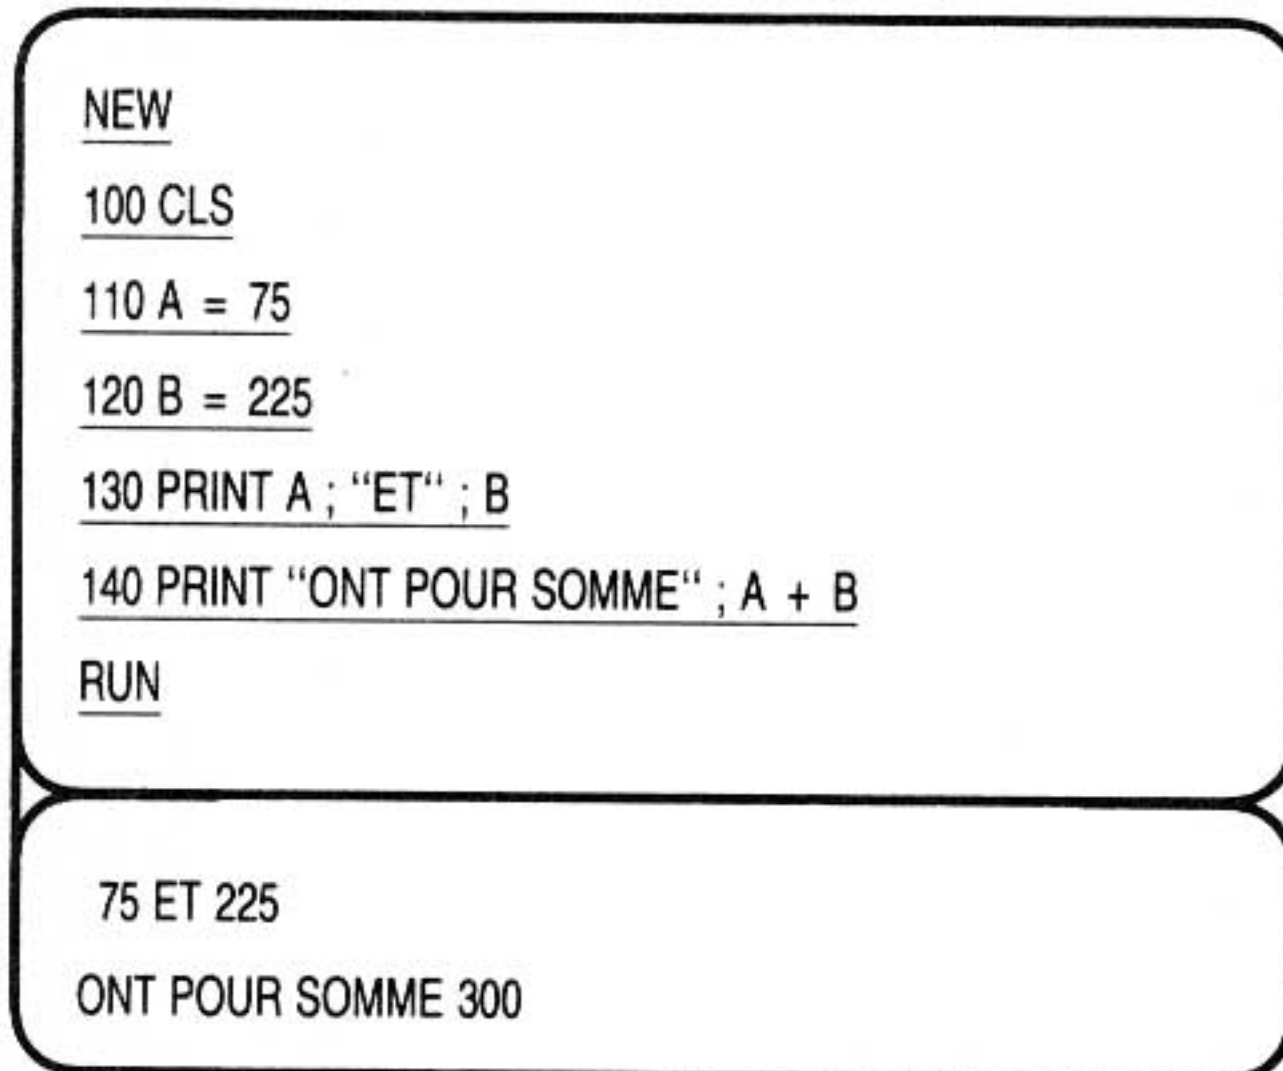 NEW
100 CLS
110 A = 75
120 B = 225
130 PRINT A ; “ET“ ; B
140 PRINT “ONT POUR SOMME“ ; A + B
RUN
75 ET 225
ONT POUR SOMME 300